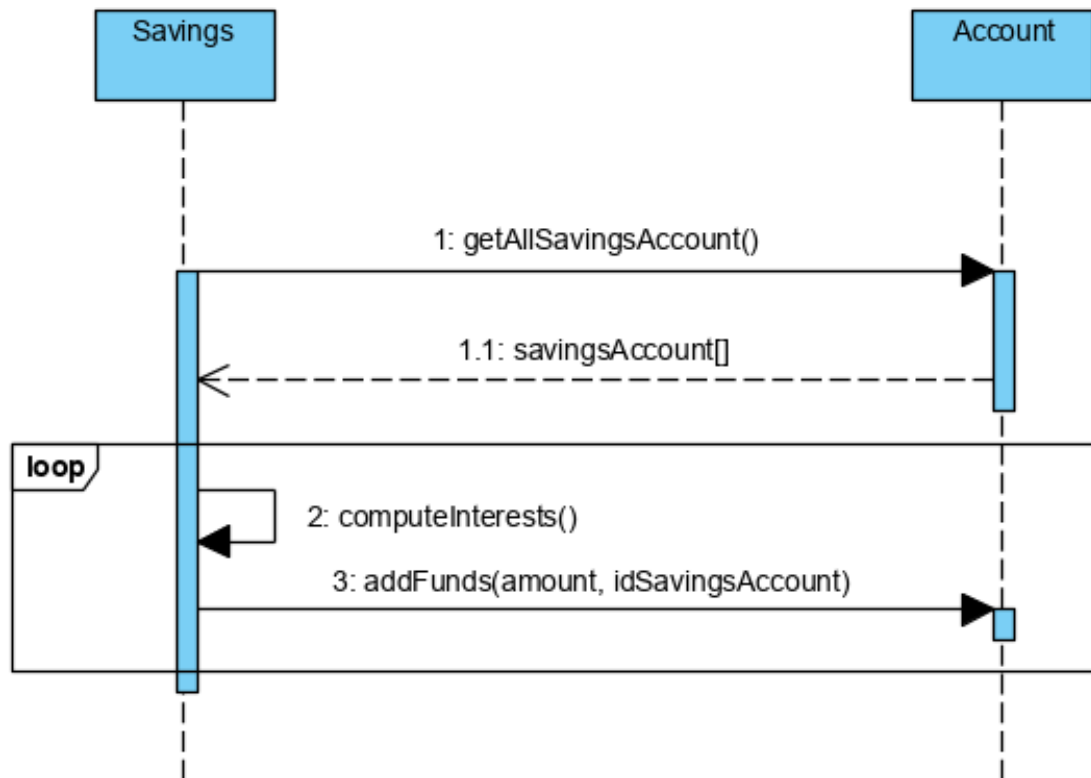 Savings
Account
1: getAllSavingsAccount()
1.1: savingsAccount[]
loop
2: computeInterests()
3: addFunds(amount, idSavingsAccount)